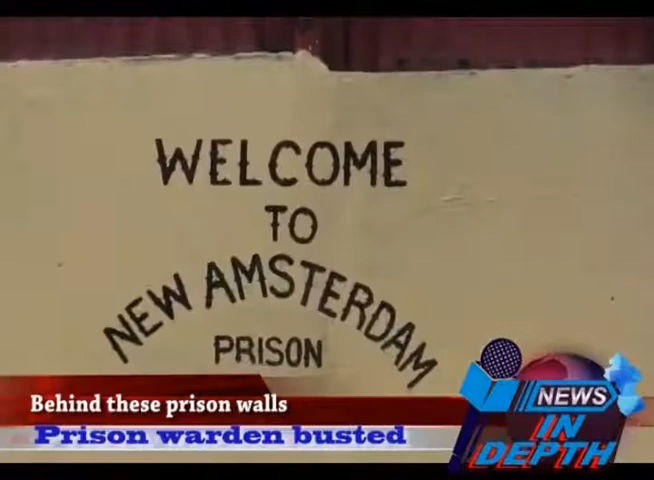 WELCOME
TO
NEW AMSTERDAM
PRISON
Behind these prison walls
Prison warden busted
NEWS
IN
DEPTH